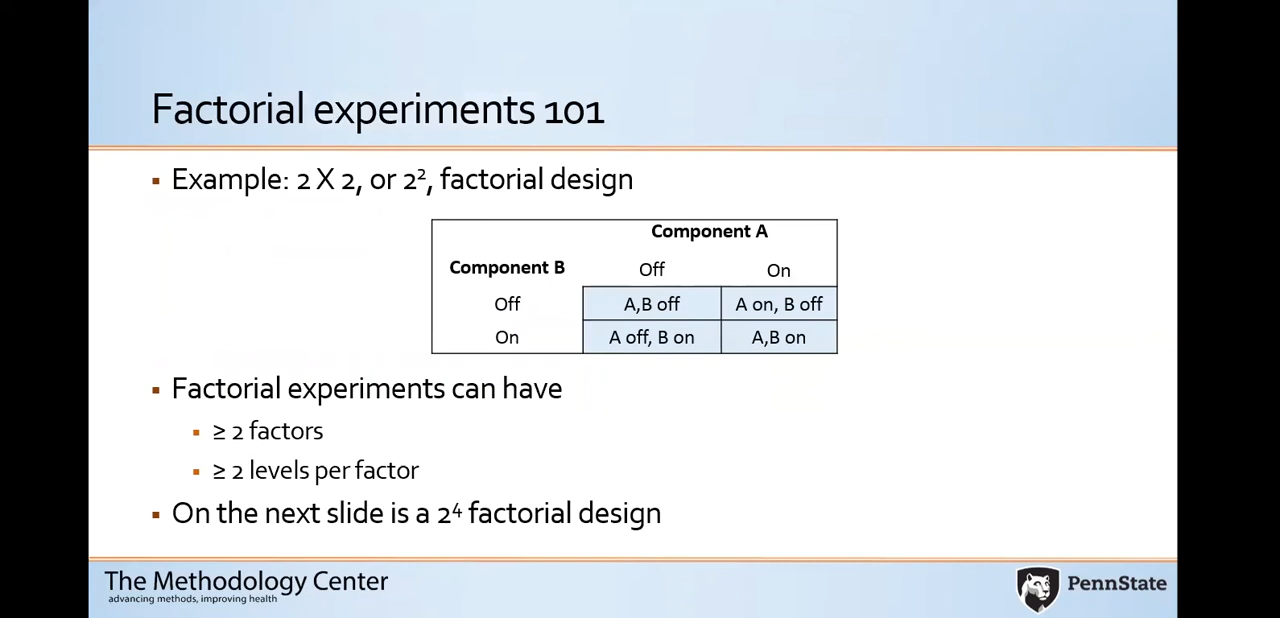 Factorial experiments 101
▪ Example: 2 X 2, or 2², factorial design
Component A
Component B Off On
Off A,B off A on, B off
On A off, B on A,B on
▪ Factorial experiments can have
▪ ≥ 2 factors
▪ ≥ 2 levels per factor
▪ On the next slide is a 2⁴ factorial design
The Methodology Center
advancing methods, improving health
PennState